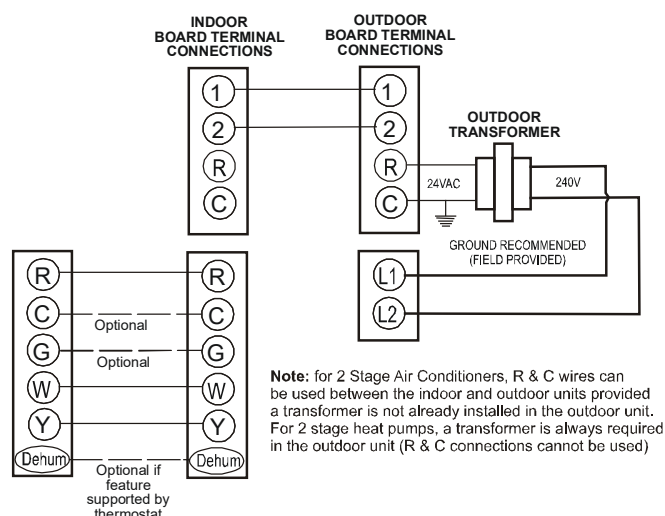 INDOOR
BOARD TERMINAL
CONNECTIONS
OUTDOOR
BOARD TERMINAL
CONNECTIONS
1
2
R
C
1
2
R
C
OUTDOOR
TRANSFORMER
24VAC
240V
GROUND RECOMMENDED
(FIELD PROVIDED)
L1
L2
R
C
G
W
Y
Dehum
Optional
Optional
Optional if
feature
supported by
thermostat
R
C
G
W
Y
Dehum
Note: for 2 Stage Air Conditioners, R & C wires can
be used between the indoor and outdoor units provided
a transformer is not already installed in the outdoor unit.
For 2 stage heat pumps, a transformer is always required
in the outdoor unit (R & C connections cannot be used)